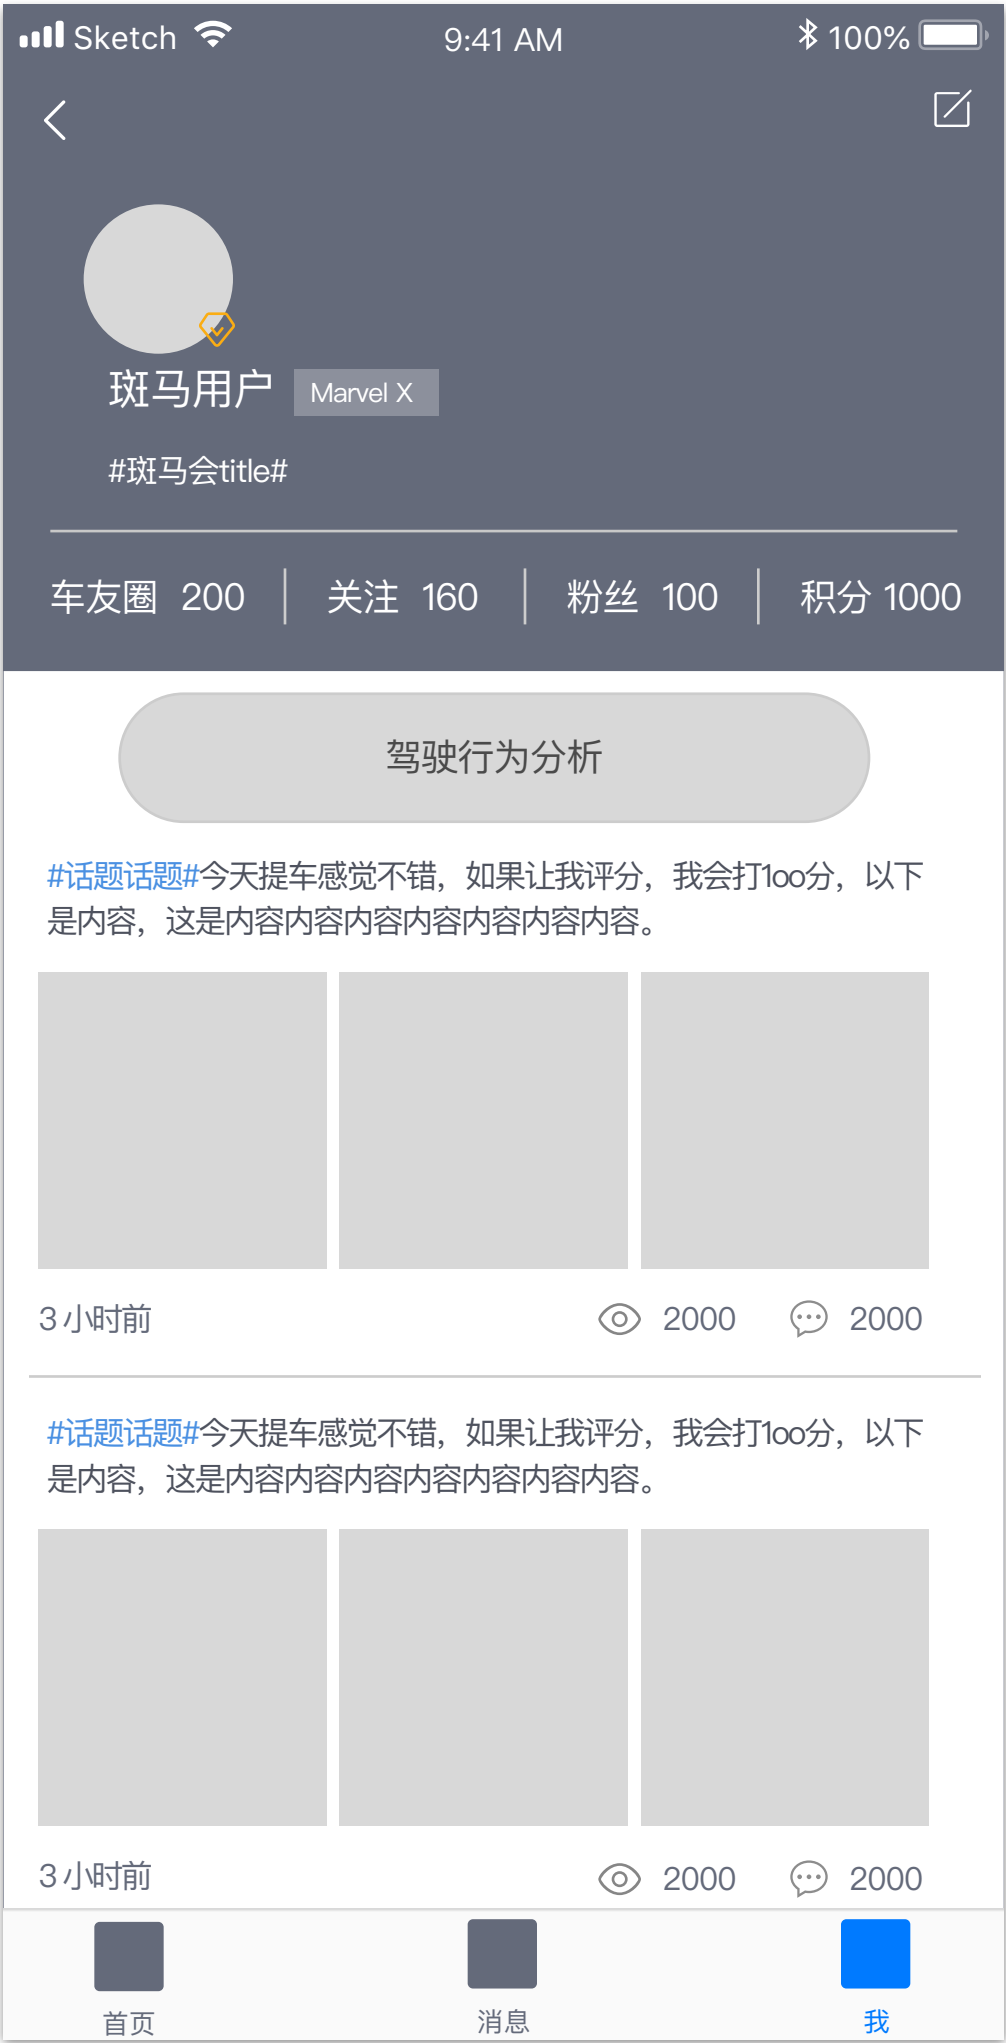 Sketch 9:41 AM 100%
斑马用户 Marvel X
#斑马会title#
车友圈 200 关注 160 粉丝 100 积分 1000
驾驶行为分析
#话题话题#今天提车感觉不错，如果让我评分，我会打1oo分，以下
是内容，这是内容内容内容内容内容内容内容。
3 小时前 2000 2000
#话题话题#今天提车感觉不错，如果让我评分，我会打1oo分，以下
是内容，这是内容内容内容内容内容内容内容。
3 小时前 2000 2000
首页 消息 我